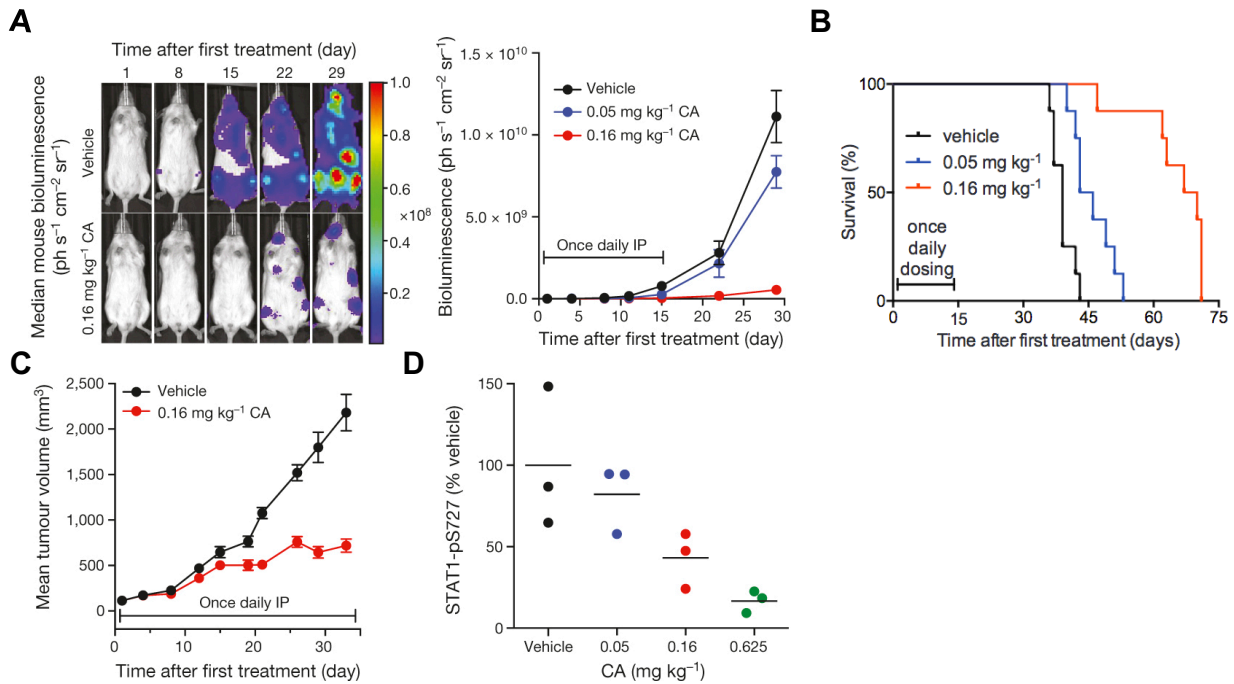 A
Time after first treatment (day)
1 8 15 22 29
Median mouse bioluminescence
(ph s⁻¹ cm⁻² sr⁻¹)
Vehicle
0.16 mg kg⁻¹ CA
1.0
0.8
0.6
×10⁸
0.4
0.2
Bioluminescence (ph s⁻¹ cm⁻² sr⁻¹)
1.5 × 10¹⁰
1.0 × 10¹⁰
5.0 × 10⁹
0.0
Vehicle
0.05 mg kg⁻¹ CA
0.16 mg kg⁻¹ CA
Once daily IP
0 5 10 15 20 25 30
Time after first treatment (day)
B
Survival (%)
100
50
0
vehicle
0.05 mg kg⁻¹
0.16 mg kg⁻¹
once
daily
dosing
0 15 30 45 60 75
Time after first treatment (days)
C
Mean tumour volume (mm³)
2,500
2,000
1,500
1,000
500
0
Vehicle
0.16 mg kg⁻¹ CA
Once daily IP
0 10 20 30
Time after first treatment (day)
D
STAT1-pS727 (% vehicle)
150
100
50
0
Vehicle 0.05 0.16 0.625
CA (mg kg⁻¹)